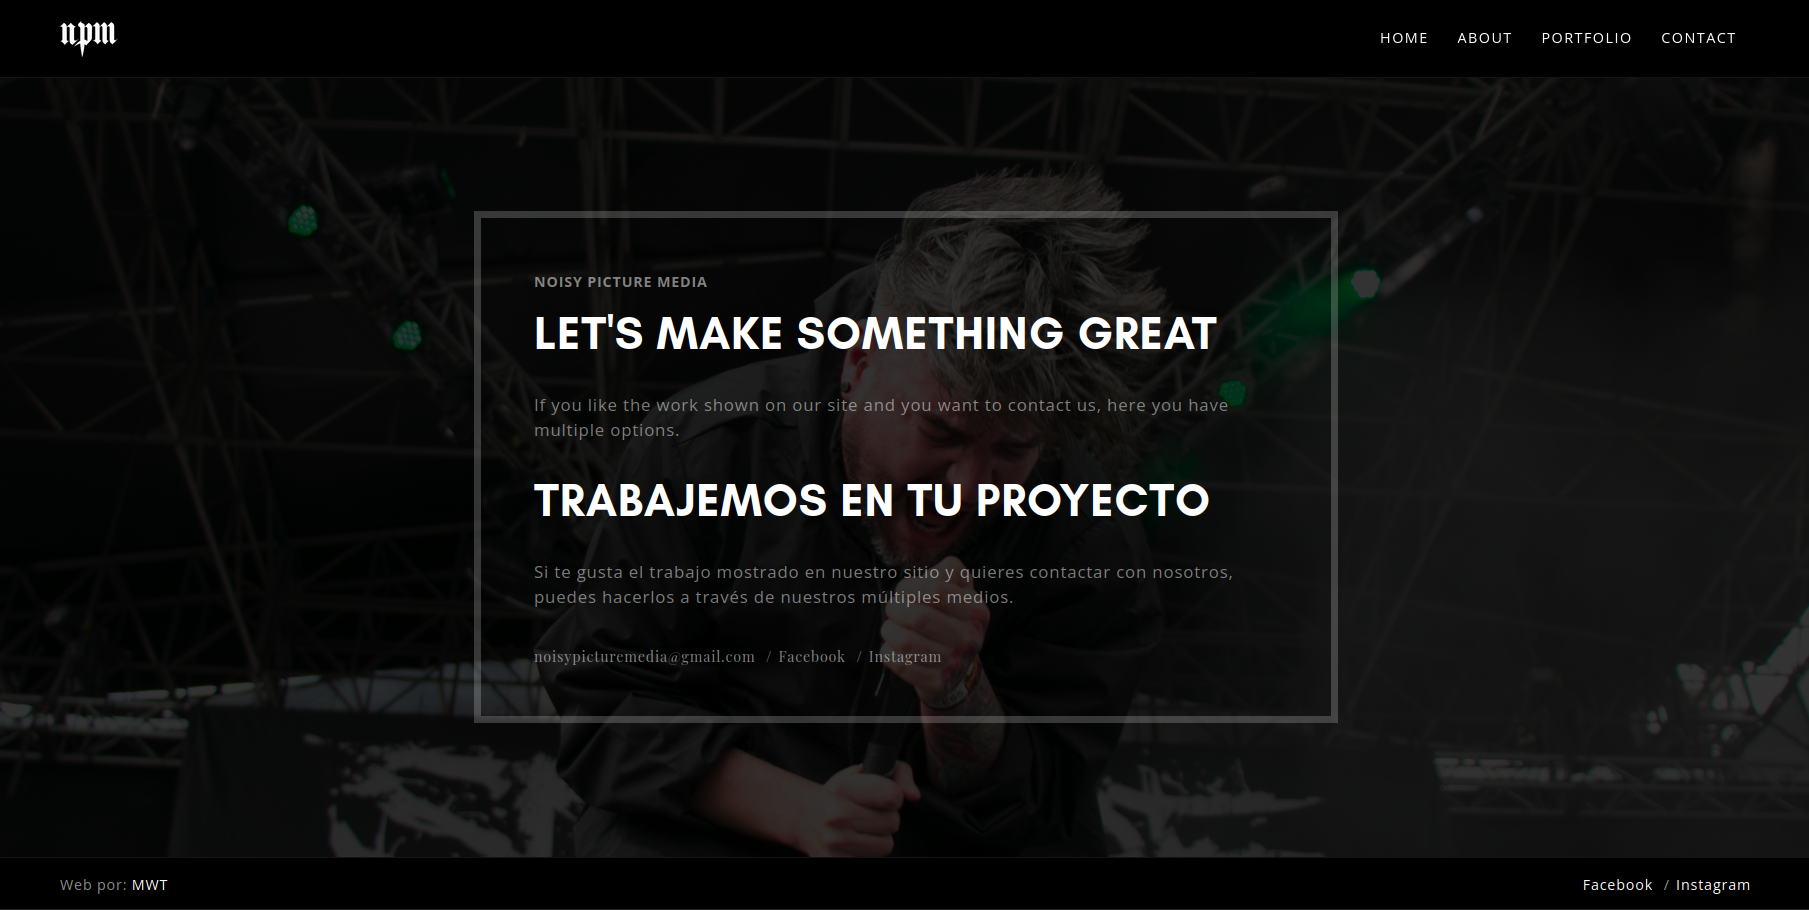 npm
HOME ABOUT PORTFOLIO CONTACT
NOISY PICTURE MEDIA
LET'S MAKE SOMETHING GREAT
If you like the work shown on our site and you want to contact us, here you have
multiple options.
TRABAJEMOS EN TU PROYECTO
Si te gusta el trabajo mostrado en nuestro sitio y quieres contactar con nosotros,
puedes hacerlos a través de nuestros múltiples medios.
noisypicturemedia@gmail.com / Facebook / Instagram
Web por: MWT
Facebook / Instagram